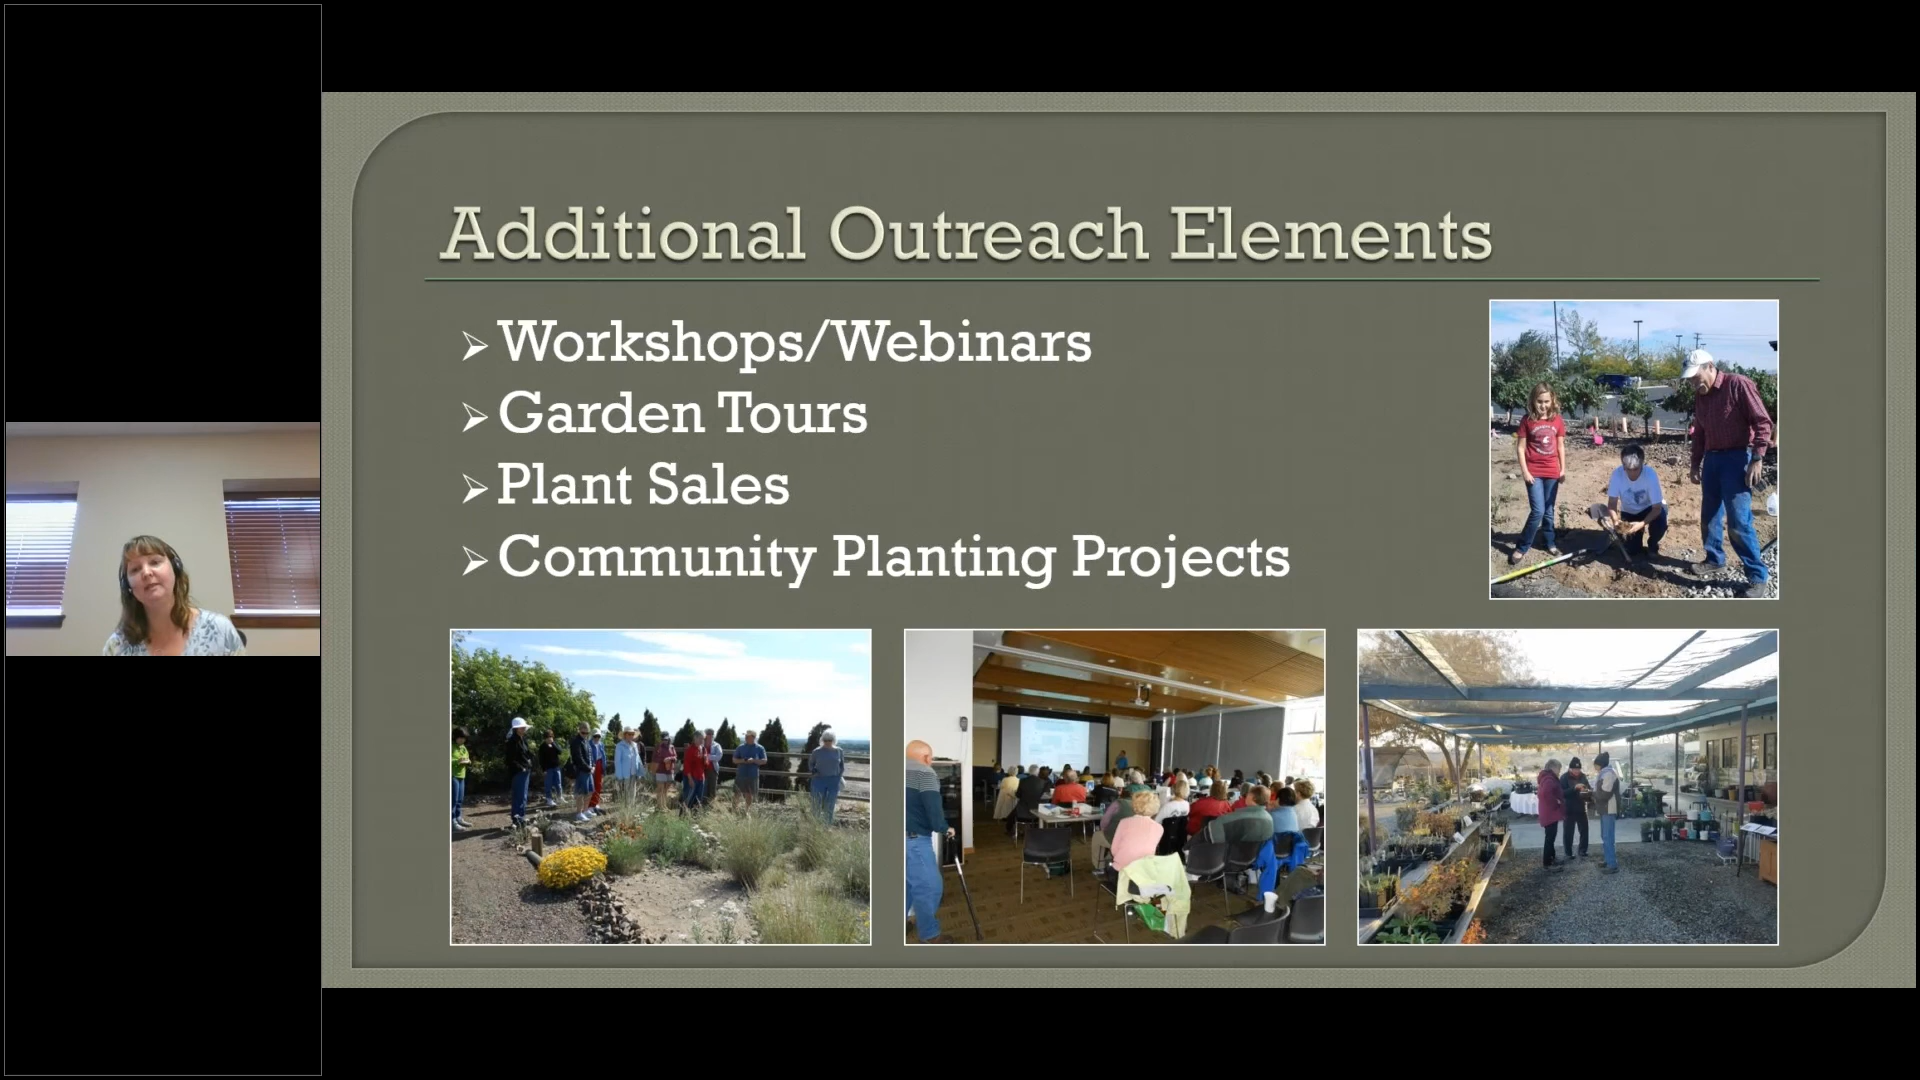 Additional Outreach Elements
Workshops/Webinars
Garden Tours
Plant Sales
Community Planting Projects